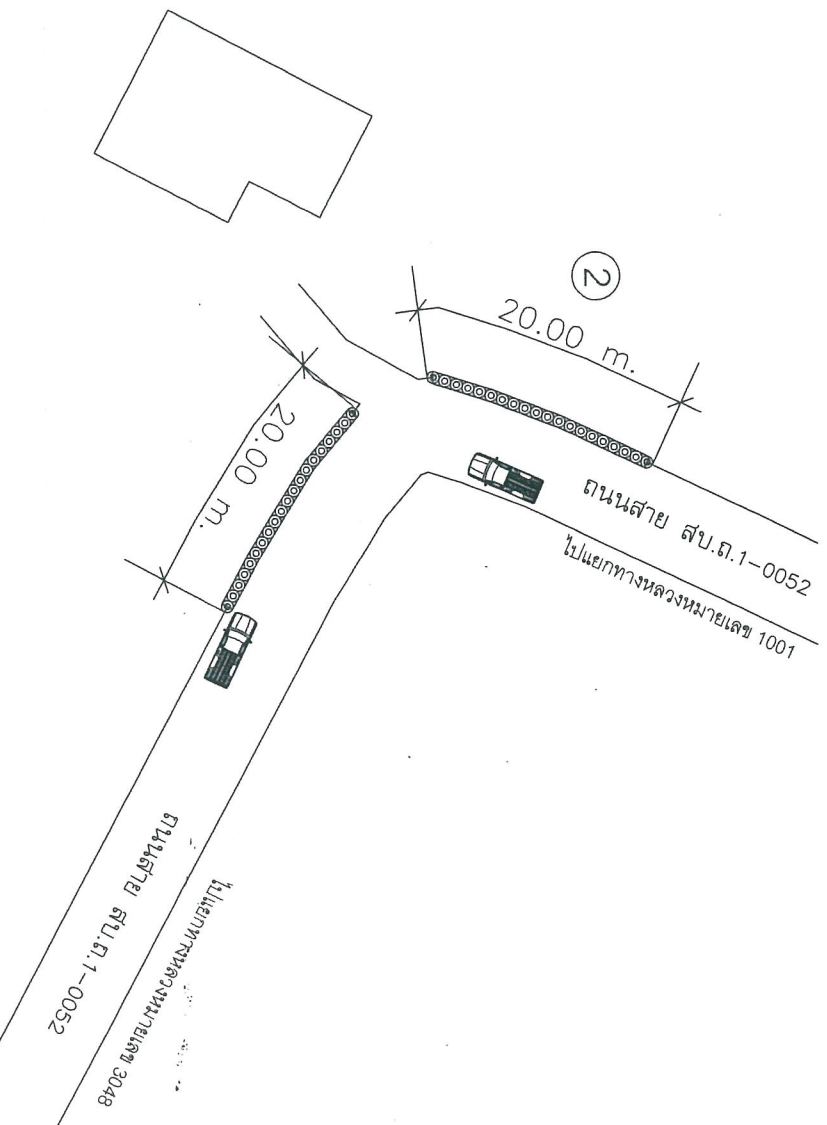 2
20.00 m.
ถนนสาย สบ.ถ.1-0052
ไปแยกทางหลวงหมายเลข 1001
20.00 m.
ถนนสาย สบ.ถ.1-0052
ไปแยกทางหลวงหมายเลข 3048